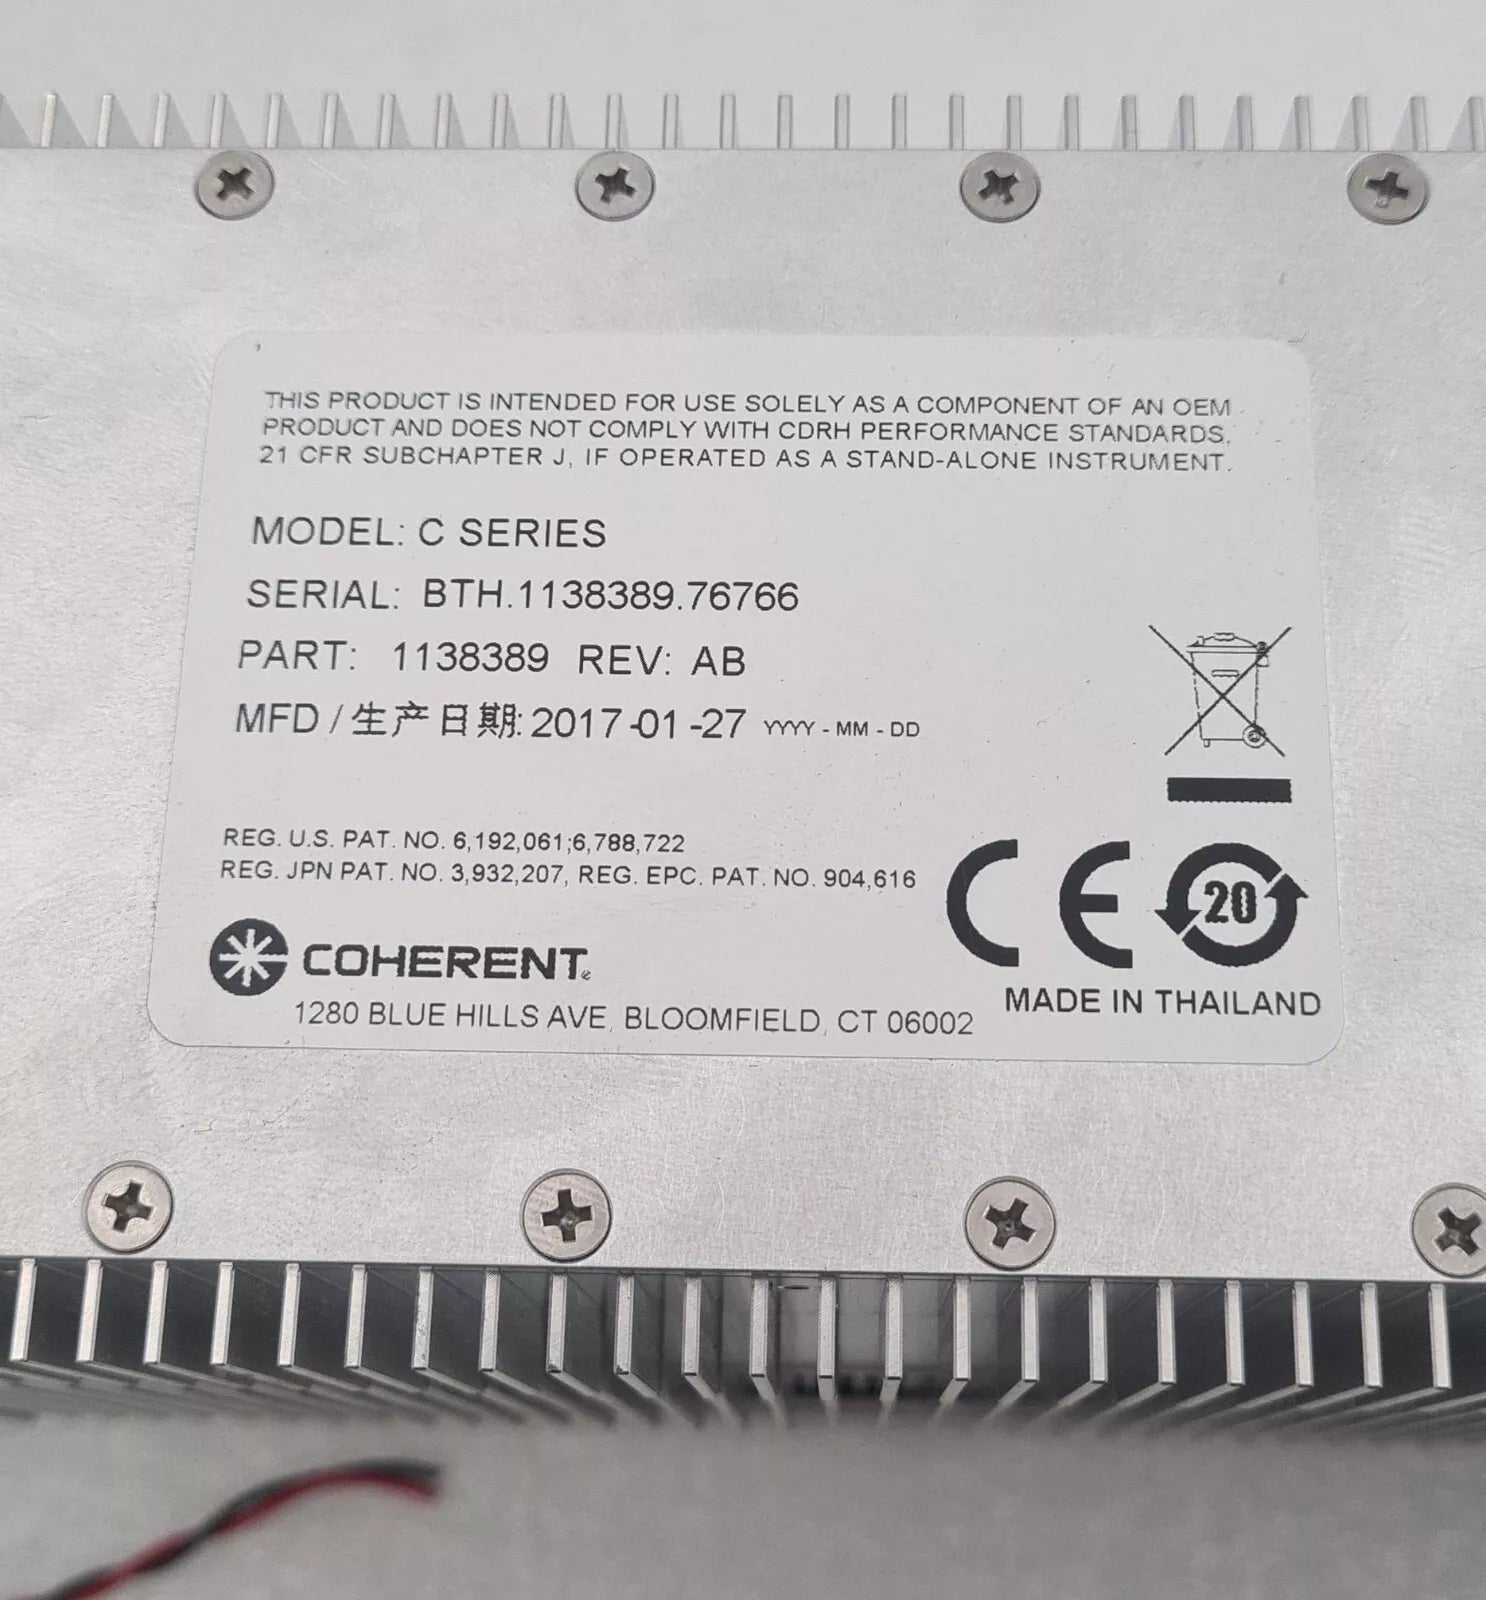 THIS PRODUCT IS INTENDED FOR USE SOLELY AS A COMPONENT OF AN OEM
PRODUCT AND DOES NOT COMPLY WITH CDRH PERFORMANCE STANDARDS,
21 CFR SUBCHAPTER J, IF OPERATED AS A STAND-ALONE INSTRUMENT.
MODEL: C SERIES
SERIAL: BTH.1138389.76766
PART: 1138389 REV: AB
MFD / 生产日期: 2017-01-27 YYYY - MM - DD
REG. U.S. PAT. NO. 6,192,061;6,788,722
REG. JPN PAT. NO. 3,932,207, REG. EPC. PAT. NO. 904,616
CE 20
COHERENT®
MADE IN THAILAND
1280 BLUE HILLS AVE, BLOOMFIELD, CT 06002